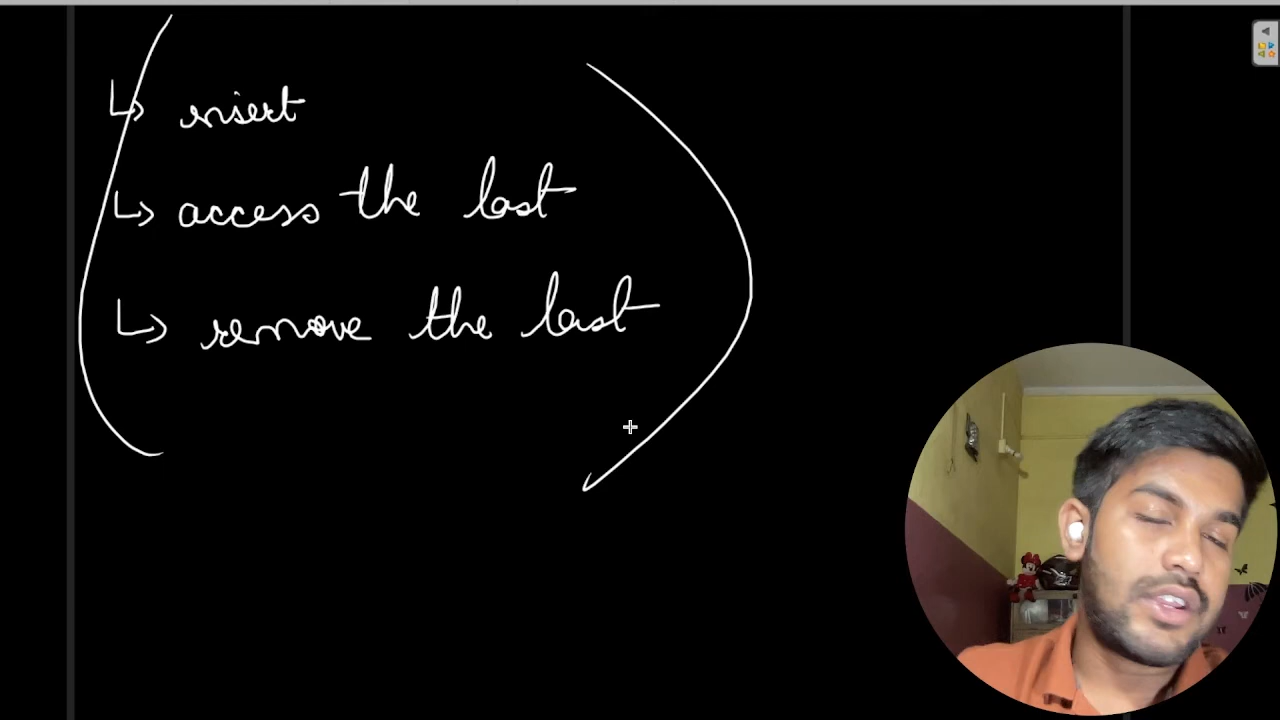 ↳ insert
↳ access the last
↳ remove the last